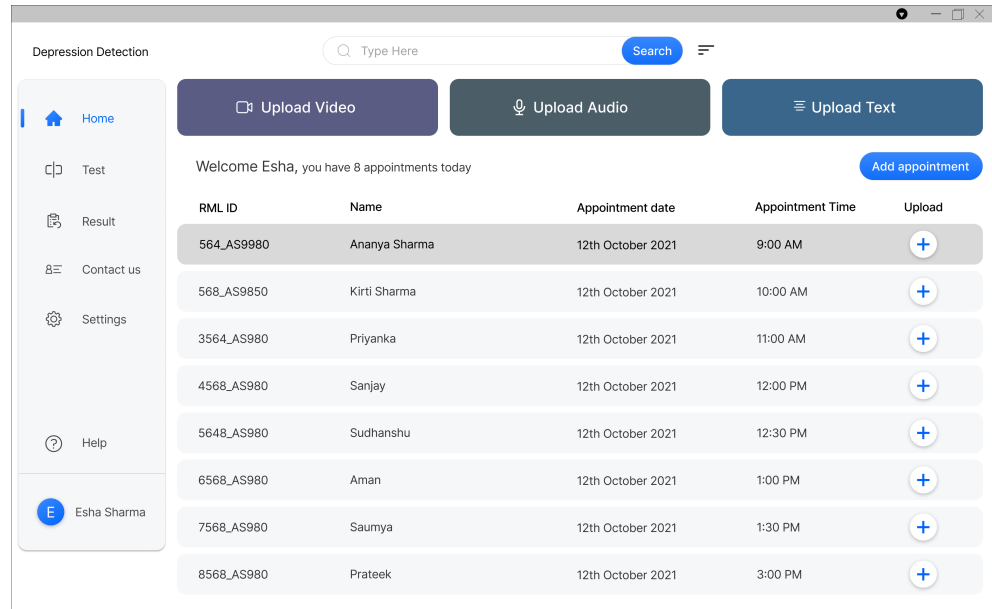 Depression Detection
Type Here
Search
Home
Test
Result
Contact us
Settings
Help
E
Esha Sharma
Upload Video
Upload Audio
Upload Text
Welcome Esha, you have 8 appointments today
Add appointment
RML ID Name Appointment date Appointment Time Upload
564_AS9980 Ananya Sharma 12th October 2021 9:00 AM
568_AS9850 Kirti Sharma 12th October 2021 10:00 AM
3564_AS980 Priyanka 12th October 2021 11:00 AM
4568_AS980 Sanjay 12th October 2021 12:00 PM
5648_AS980 Sudhanshu 12th October 2021 12:30 PM
6568_AS980 Aman 12th October 2021 1:00 PM
7568_AS980 Saumya 12th October 2021 1:30 PM
8568_AS980 Prateek 12th October 2021 3:00 PM